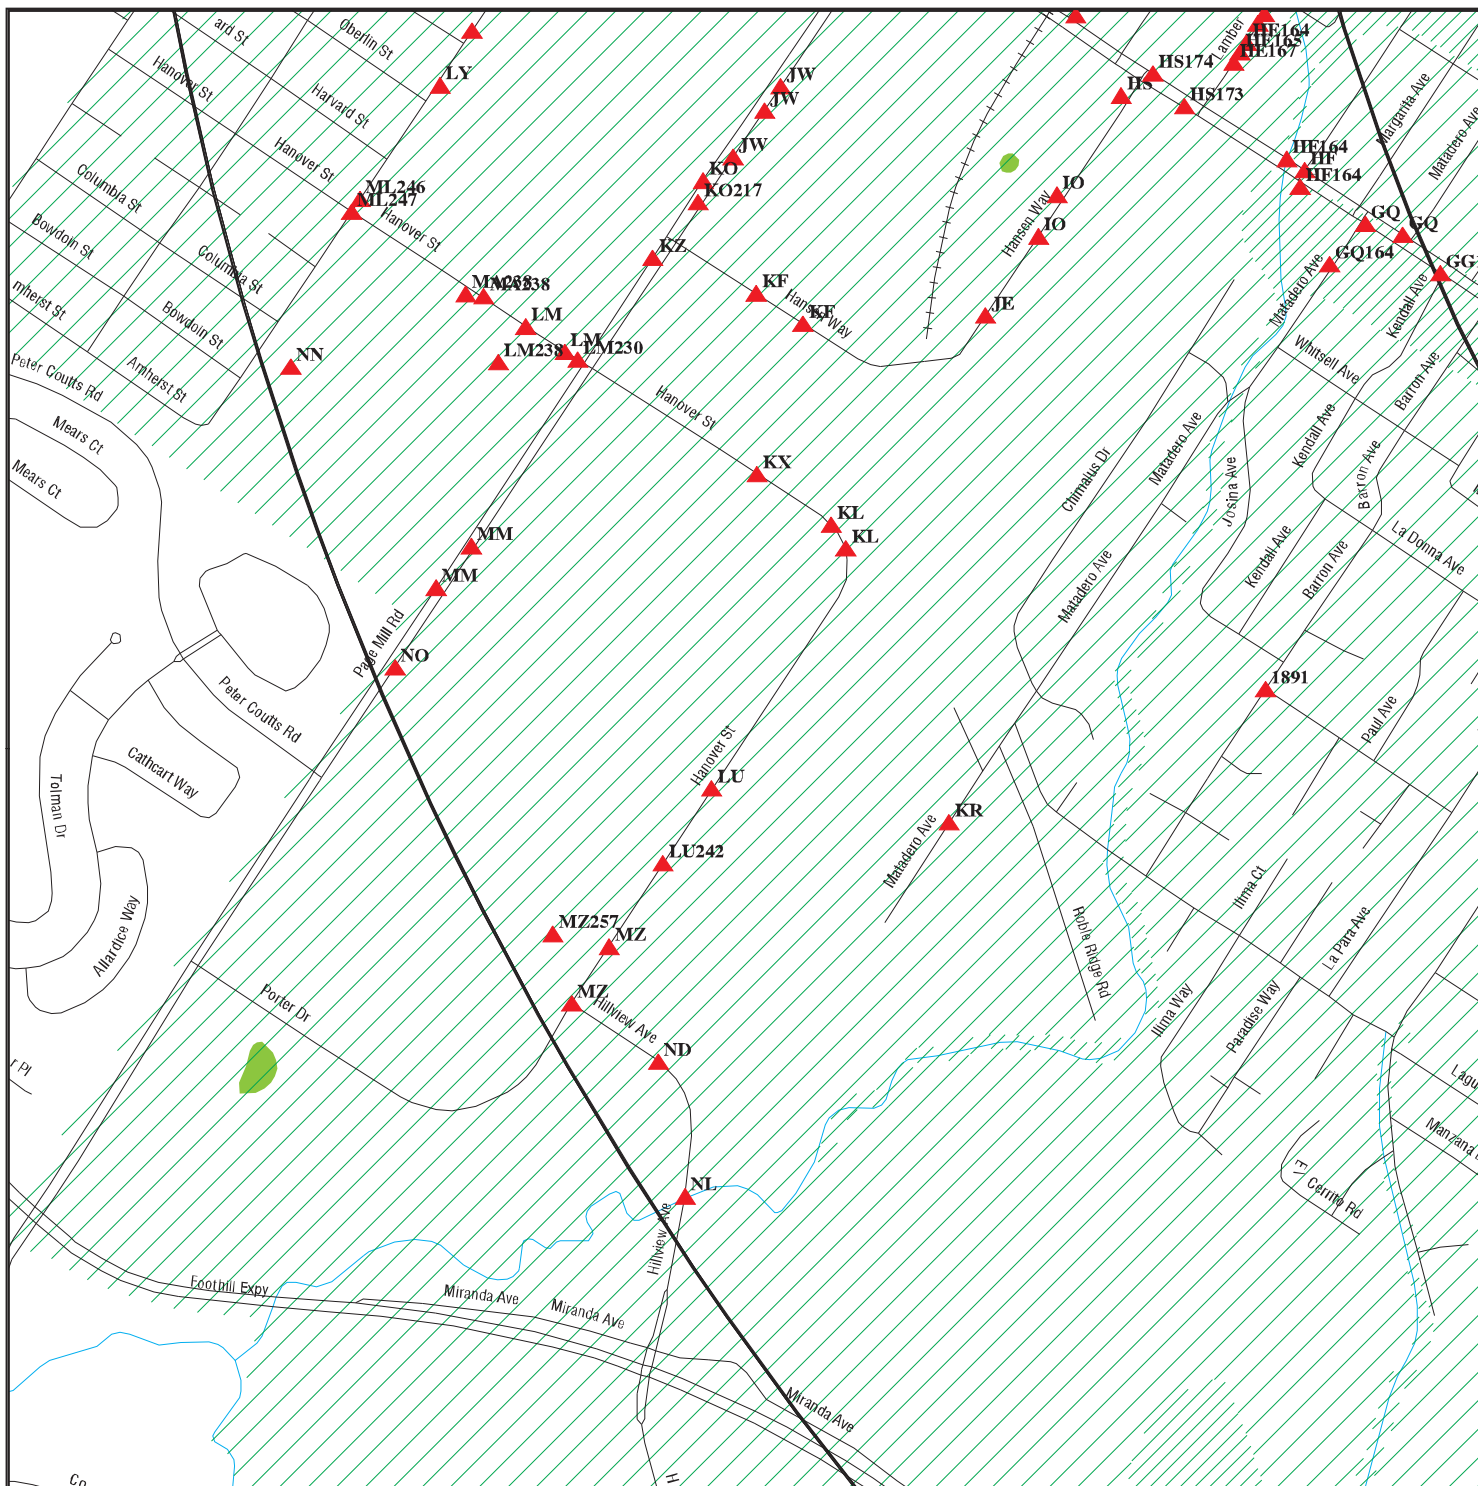 ard St
Oberlin St
Lamber
HE164
HE165
HE167
LY
Hanover St
Harvard St
JW
JW
JW
HS174
HS
HS173
Margarita Ave
Matadero Ave
Hanover St
Columbia St
ML246
ML247
Hanover St
KO
KO217
KZ
IO
Hansen Way
IO
HF164
HF
HF164
GQ
GQ
GQ164
Bowdoin St
Columbia St
mherst St
Bowdoin St
MA238
MA238
LM
LM
LM230
LM238
KF
Hansen Way
KF
JE
Matadero Ave
Kendall Ave
Whitsell Ave
Barron Ave
Peter Coutts Rd
Amherst St
NN
Mears Ct
Mears Ct
Hanover St
KX
KL
KL
Chimalus Dr
Matadero Ave
Josina Ave
Kendall Ave
Barron Ave
La Donna Ave
MM
MM
Page Mill Rd
NO
Matadero Ave
Kendall Ave
Barron Ave
1891
Paul Ave
Peter Coutts Rd
Cathcart Way
Tolman Dr
Hanover St
LU
LU242
KR
Matadero Ave
Allardice Way
MZ257
MZ
MZ
Hillview Ave
ND
Roble Ridge Rd
Ilima Ct
La Para Ave
Ilima Way
Paradise Way
Porter Dr
r Pl
Lagu
Manzana
El Cerrito Rd
NL
Hillview Ave
Foothill Expy
Miranda Ave
Miranda Ave
Miranda Ave
H
Co